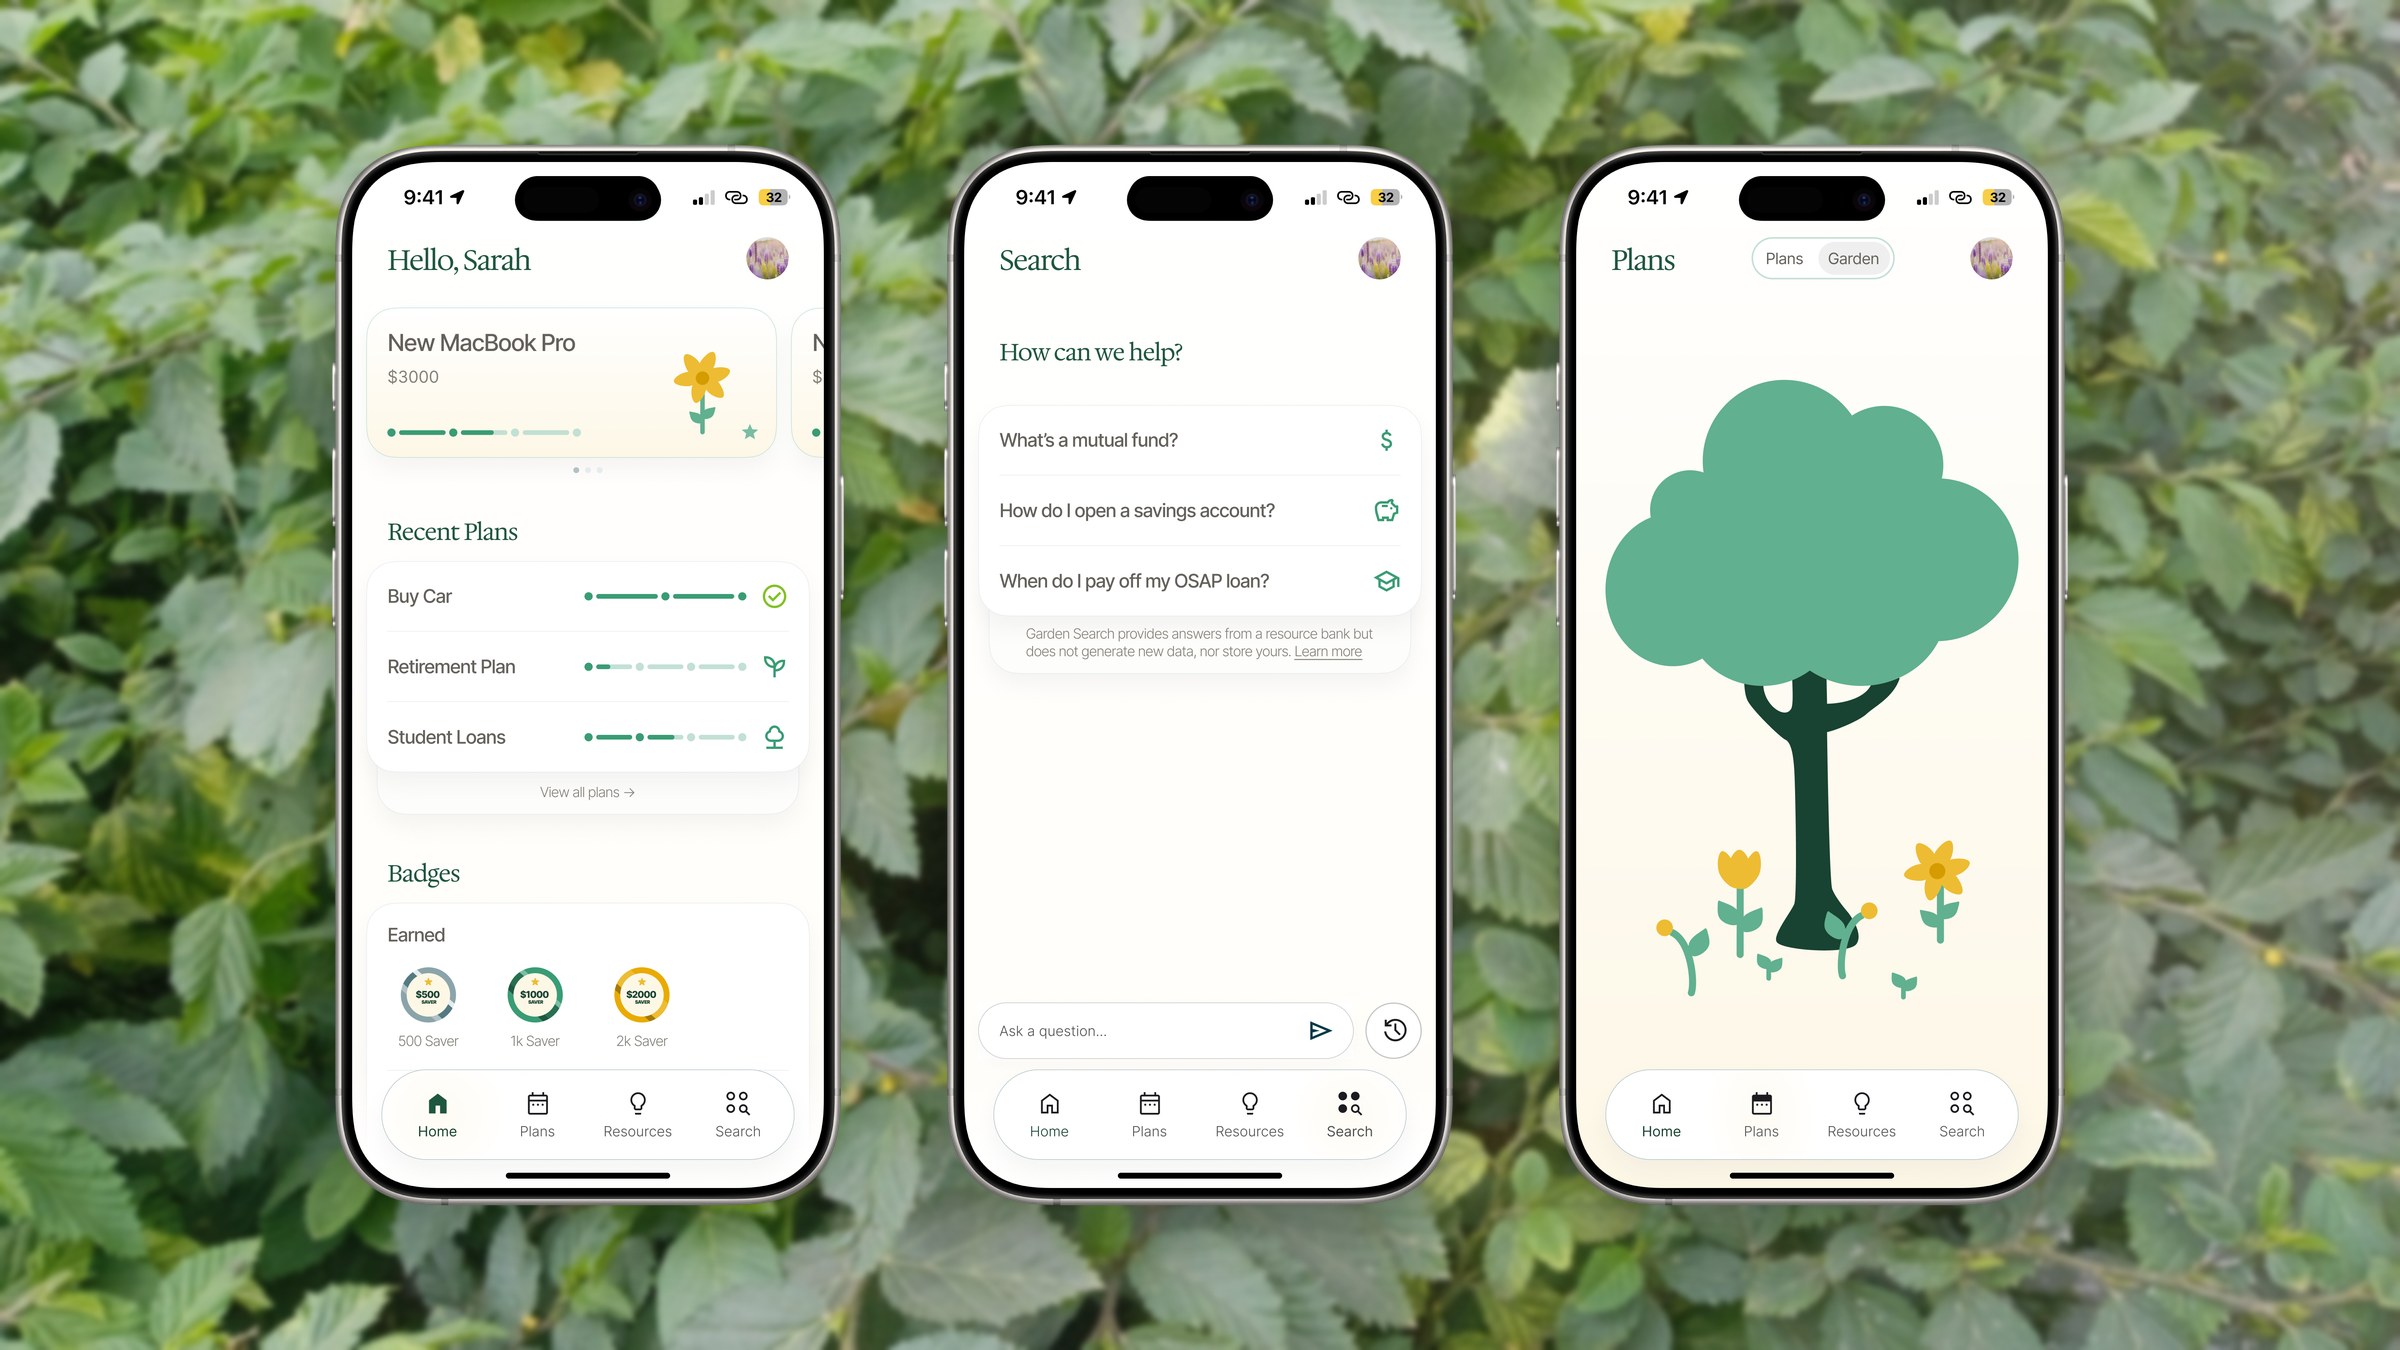 9:41
32
Hello, Sarah
New MacBook Pro
$3000
N
$
Recent Plans
Buy Car
Retirement Plan
Student Loans
View all plans →
Badges
Earned
$500
SAVER
$1000
SAVER
$2000
SAVER
500 Saver
1k Saver
2k Saver
Home
Plans
Resources
Search
9:41
32
Search
How can we help?
What's a mutual fund?
$
How do I open a savings account?
When do I pay off my OSAP loan?
Garden Search provides answers from a resource bank but
does not generate new data, nor store yours. Learn more
Ask a question...
Home
Plans
Resources
Search
9:41
32
Plans
Plans
Garden
Home
Plans
Resources
Search